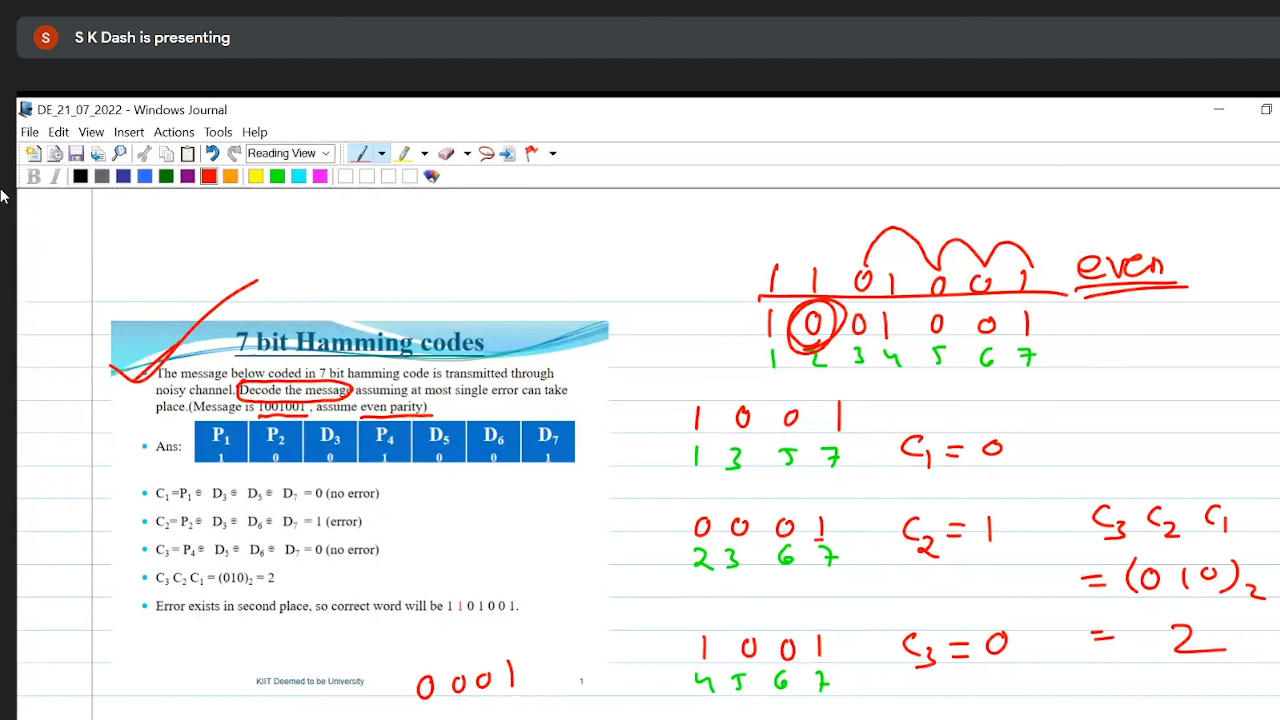 S
S K Dash is presenting
DE_21_07_2022 - Windows Journal
File Edit View Insert Actions Tools Help
Reading View
B I
1 1 0 1 0 0 1 even
1 0 0 1 0 0 1
1 2 3 4 5 6 7
7 bit Hamming codes
The message below coded in 7 bit hamming code is transmitted through
noisy channel. Decode the message assuming at most single error can take
place.(Message is 1001001 , assume even parity)
Ans:
P1 P2 D3 P4 D5 D6 D7
1 0 0 1 0 0 1
C1 =P1 ⊕ D3 ⊕ D5 ⊕ D7 = 0 (no error)
C2= P2 ⊕ D3 ⊕ D6 ⊕ D7 = 1 (error)
C3 = P4 ⊕ D5 ⊕ D6 ⊕ D7 =0 (no error)
C3 C2 C1 = (010)2 = 2
Error exists in second place, so correct word will be 1 1 0 1 0 0 1.
KIIT Deemed to be University 1
0 0 0 1
1 0 0 1
1 3 5 7
C1 = 0
0 0 0 1
2 3 6 7
C2 = 1
1 0 0 1
4 5 6 7
C3 = 0
C3 C2 C1
= (0 1 0)2
= 2